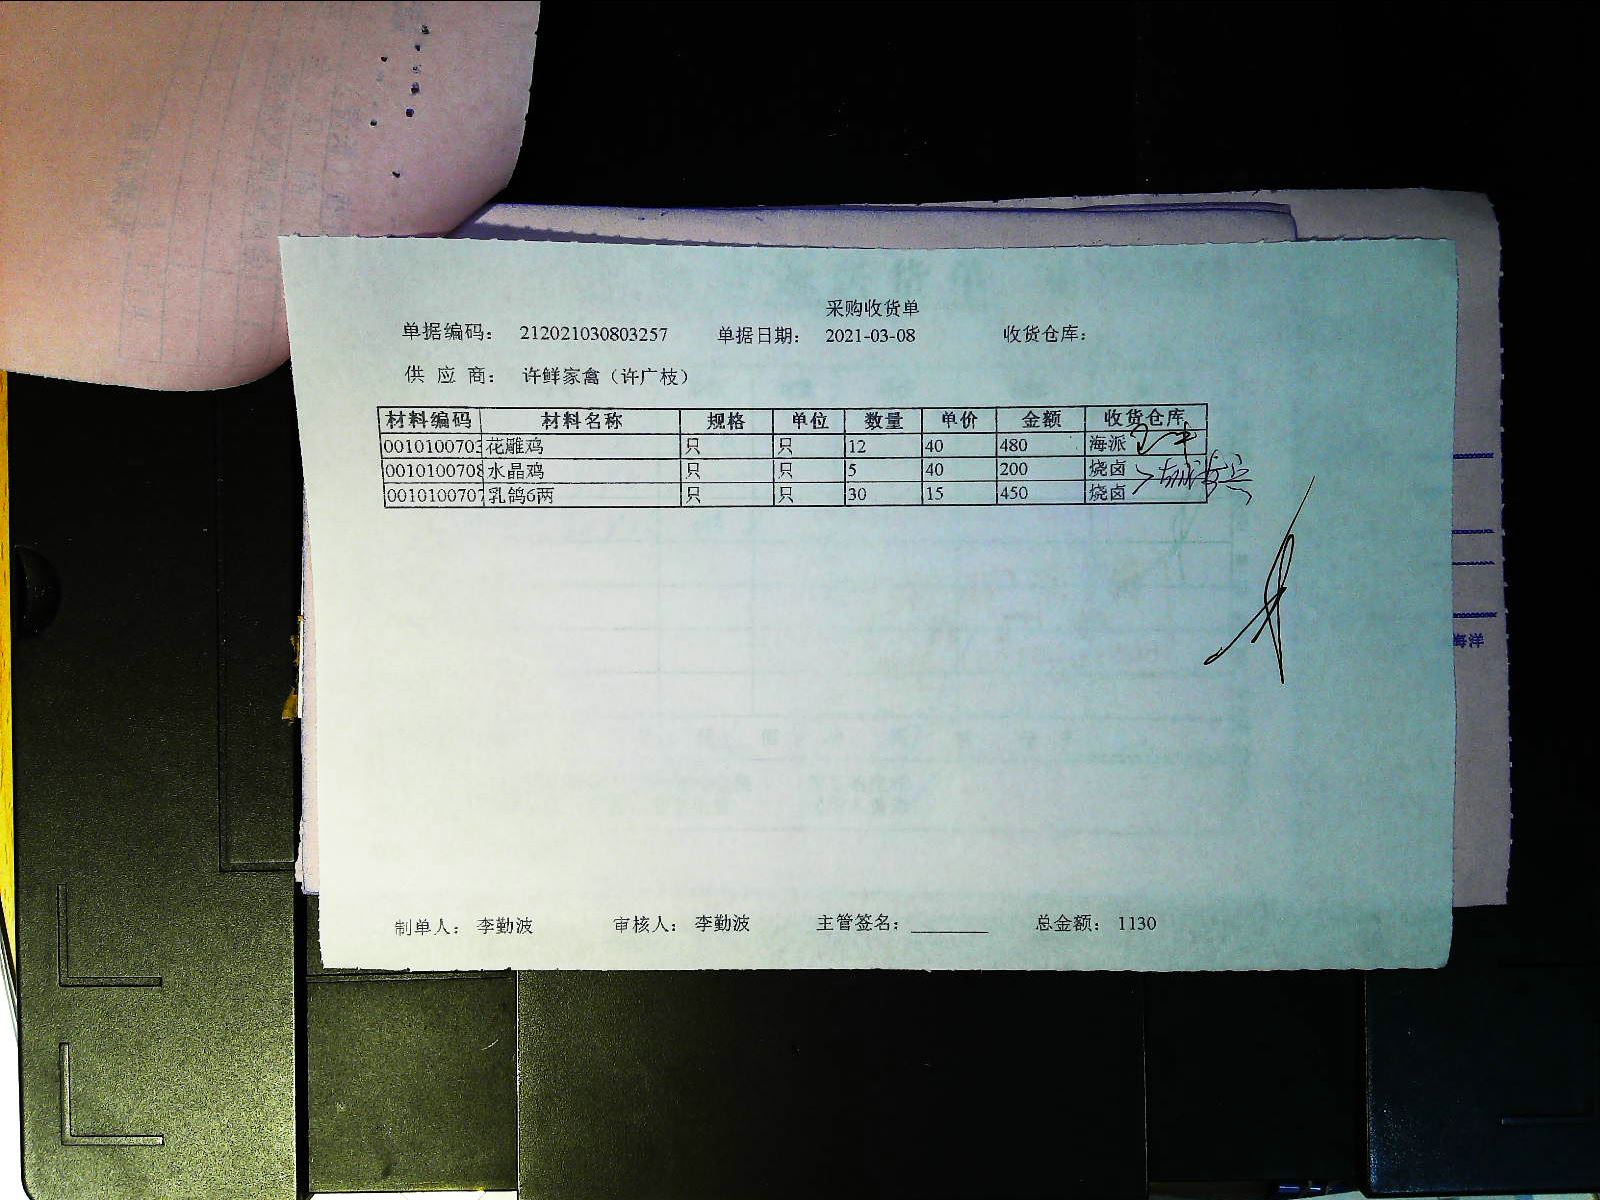 采购收货单
单据编码: 212021030803257 单据日期: 2021-03-08 收货仓库:
供 应 商: 许鲜家禽（许广枝）
材料编码 材料名称 规格 单位 数量 单价 金额 收货仓库
0010100703 花雕鸡 只 只 12 40 480 海派
0010100708 水晶鸡 只 只 5 40 200 烧卤
0010100707 乳鸽6两 只 只 30 15 450 烧卤
海洋
制单人: 李勤波 审核人: 李勤波 主管签名: 总金额: 1130